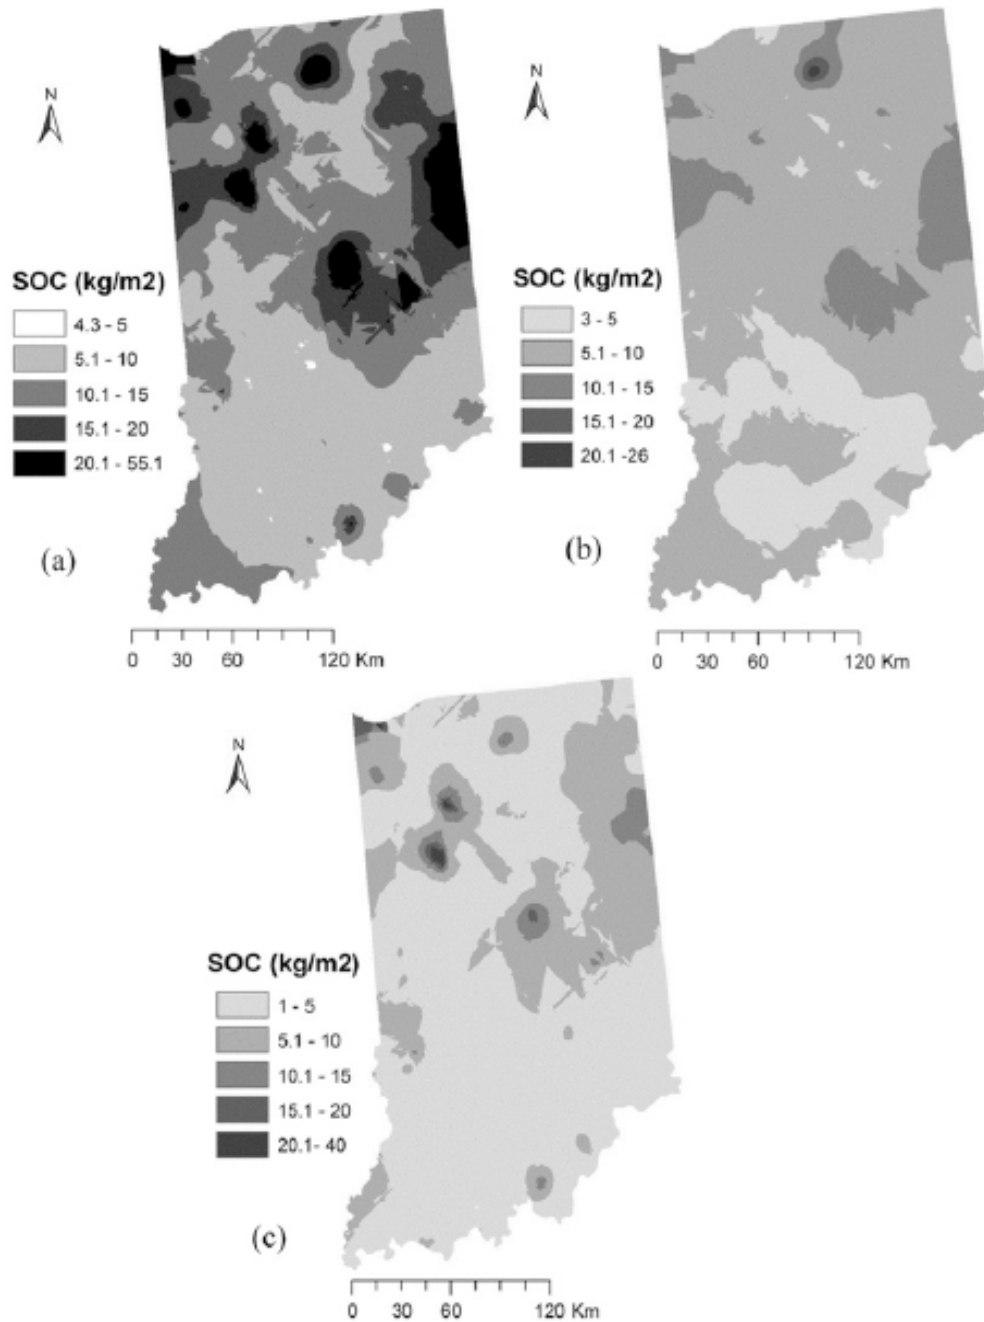 N
SOC (kg/m2)
4.3 - 5
5.1 - 10
10.1 - 15
15.1 - 20
20.1 - 55.1
(a)
0 30 60 120 Km
N
SOC (kg/m2)
3 - 5
5.1 - 10
10.1 - 15
15.1 - 20
20.1 -26
(b)
0 30 60 120 Km
N
SOC (kg/m2)
1 - 5
5.1 - 10
10.1 - 15
15.1 - 20
20.1- 40
(c)
0 30 60 120 Km